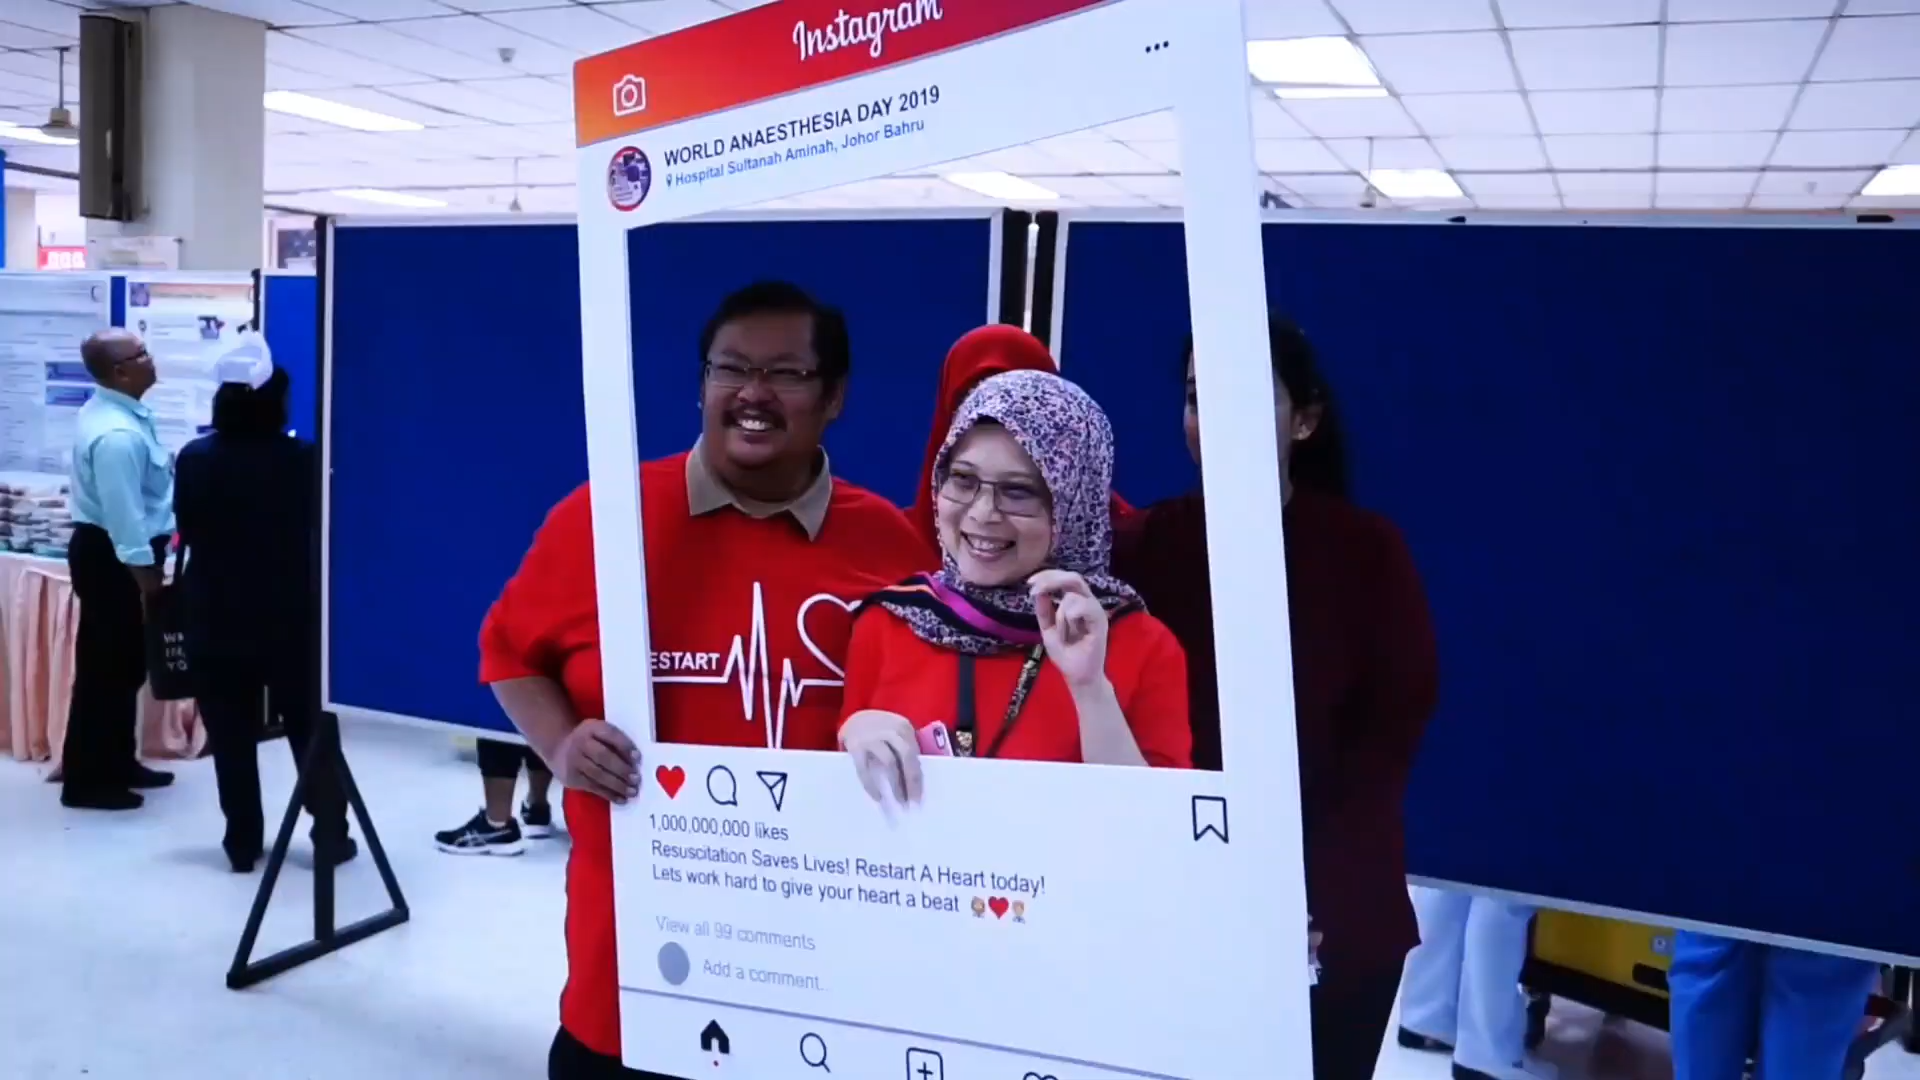 Instagram
WORLD ANAESTHESIA DAY 2019
Hospital Sultanah Aminah, Johor Bahru
ESTART
1,000,000,000 likes
Resuscitation Saves Lives! Restart A Heart today!
Lets work hard to give your heart a beat 👩❤️👨
View all 99 comments
Add a comment...